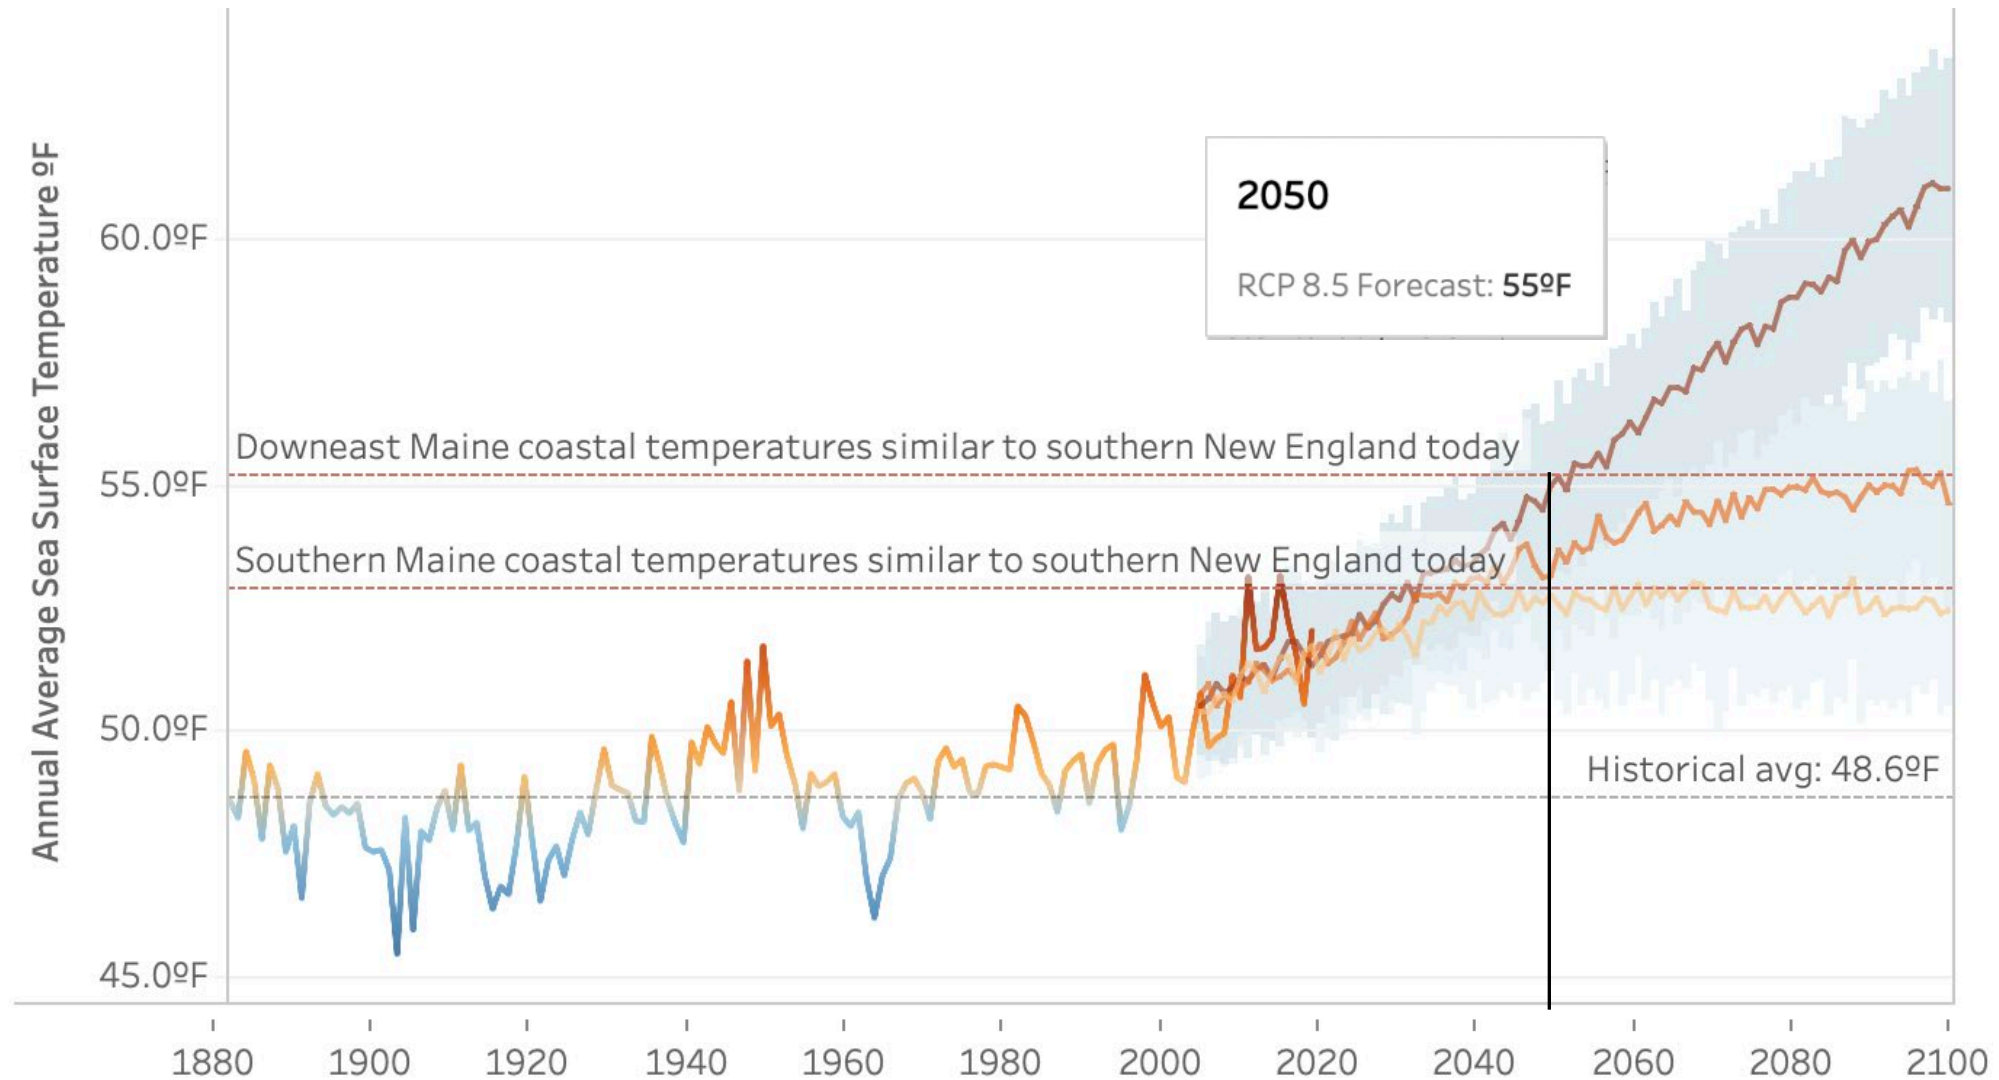 Annual Average Sea Surface Temperature ºF
60.0ºF
55.0ºF
50.0ºF
45.0ºF
2050
RCP 8.5 Forecast: 55ºF
Downeast Maine coastal temperatures similar to southern New England today
Southern Maine coastal temperatures similar to southern New England today
Historical avg: 48.6ºF
1880 1900 1920 1940 1960 1980 2000 2020 2040 2060 2080 2100